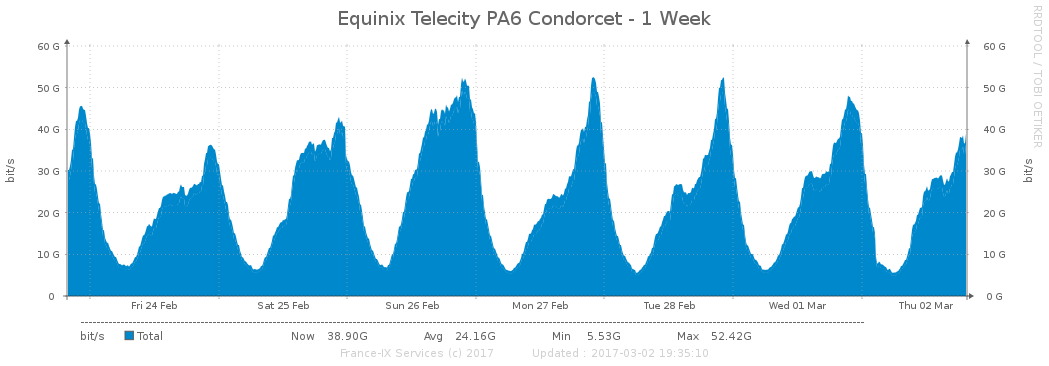 Equinix Telecity PA6 Condorcet - 1 Week
RRDTOOL / TOBI OETIKER
60 G 60 G
50 G 50 G
40 G 40 G
30 G 30 G
20 G 20 G
10 G 10 G
0 0 G
bit/s bit/s
Fri 24 Feb Sat 25 Feb Sun 26 Feb Mon 27 Feb Tue 28 Feb Wed 01 Mar Thu 02 Mar
bit/s Total Now 38.90G Avg 24.16G Min 5.53G Max 52.42G
France-IX Services (c) 2017 Updated : 2017-03-02 19:35:10